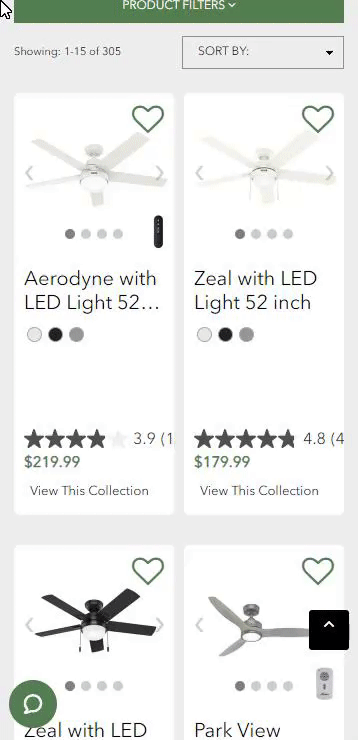 PRODUCT FILTERS
Showing: 1-15 of 305
SORT BY:
Aerodyne with
LED Light 52...
3.9 (1
$219.99
View This Collection
Zeal with LED
Light 52 inch
4.8 (4
$179.99
View This Collection
Zeal with LED
Park View